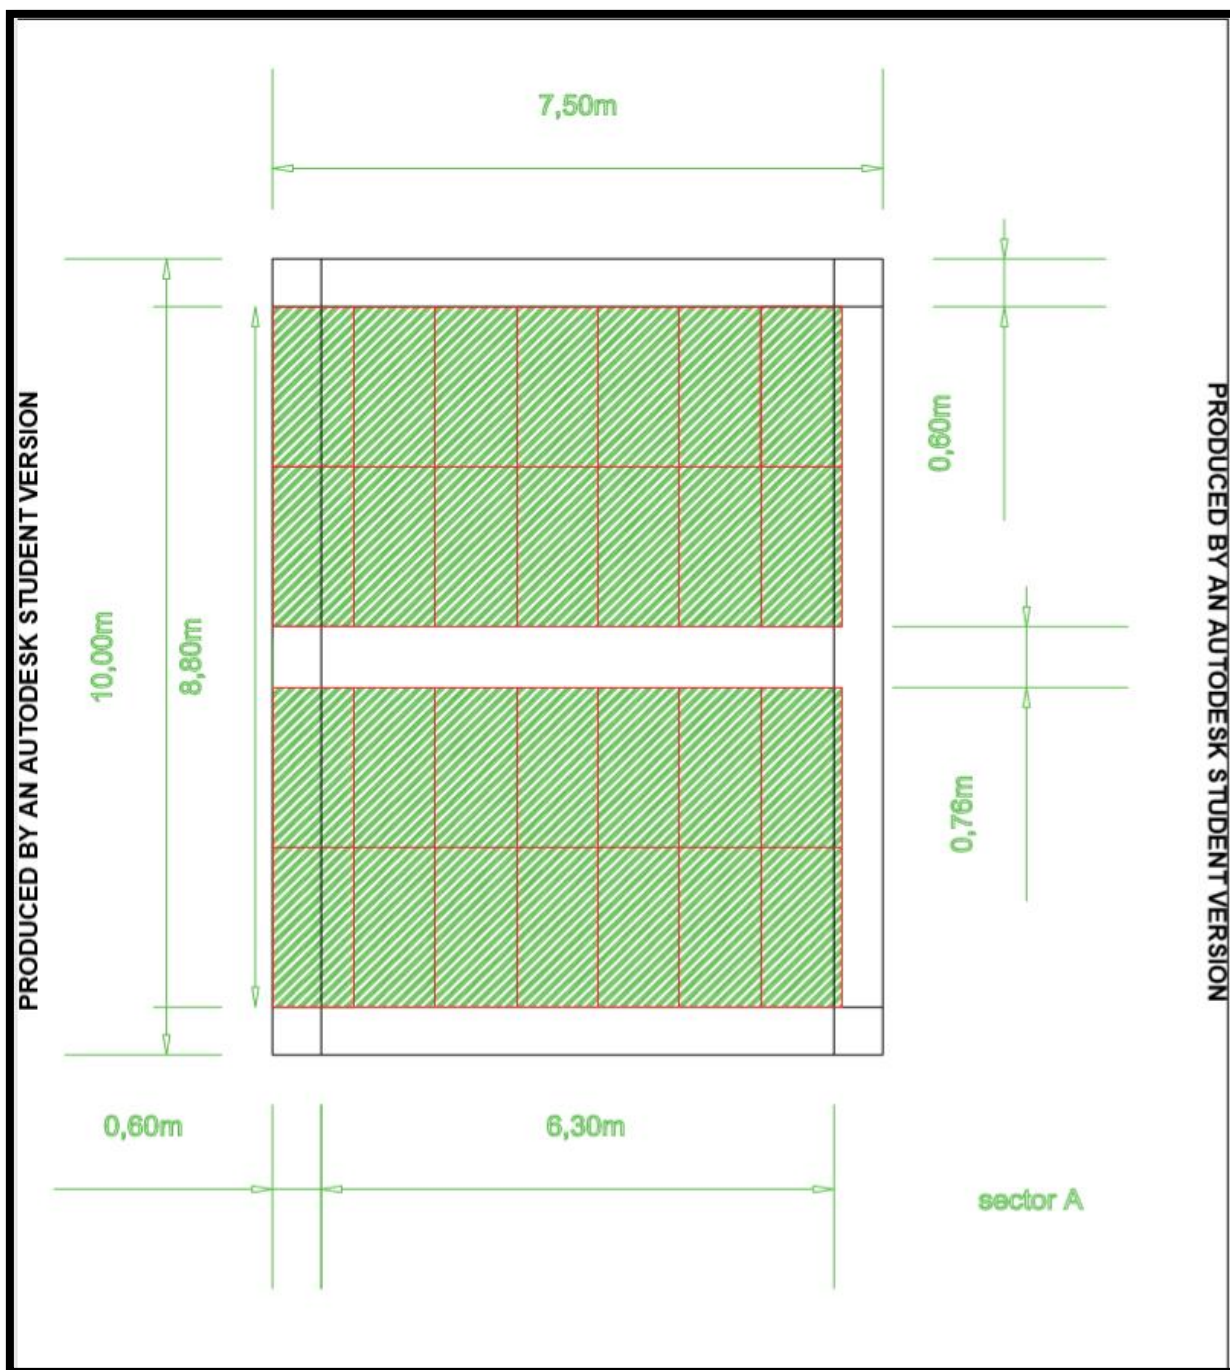 7,50m
PRODUCED BY AN AUTODESK STUDENT VERSION
PRODUCED BY AN AUTODESK STUDENT VERSION
0,60m
10,00m
8,80m
0,76m
0,60m
6,30m
sector A